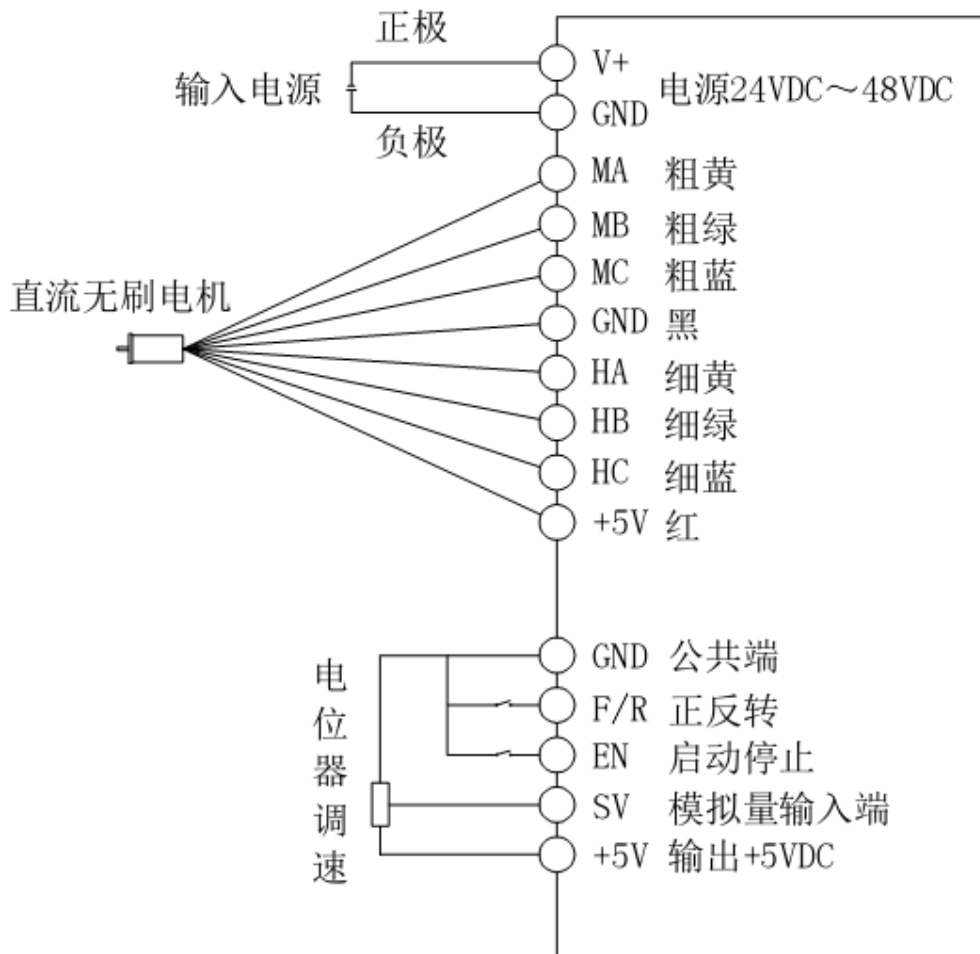 正极
V+
输入电源
电源24VDC～48VDC
GND
负极
MA 粗黄
MB 粗绿
MC 粗蓝
直流无刷电机
GND 黑
HA 细黄
HB 细绿
HC 细蓝
+5V 红
GND 公共端
F/R 正反转
EN 启动停止
SV 模拟量输入端
+5V 输出+5VDC
电位器调速